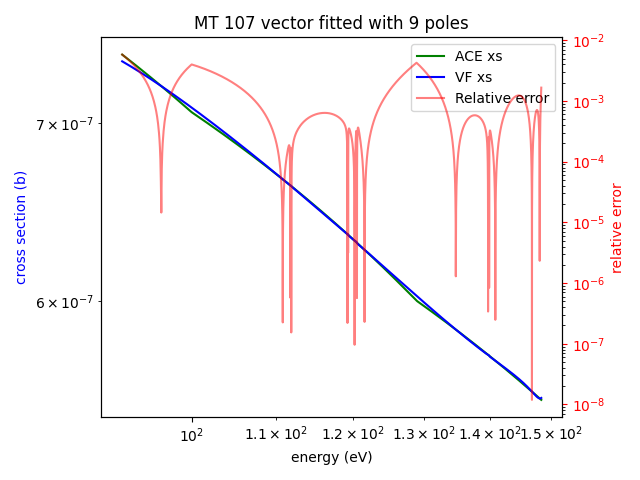 MT 107 vector fitted with 9 poles
ACE xs
VF xs
Relative error
cross section (b)
7 × 10⁻⁷
6 × 10⁻⁷
10⁻²
10⁻³
10⁻⁴
10⁻⁵
10⁻⁶
10⁻⁷
10⁻⁸
relative error
10² 1.1 × 10² 1.2 × 10² 1.3 × 10² 1.4 × 10² 1.5 × 10²
energy (eV)